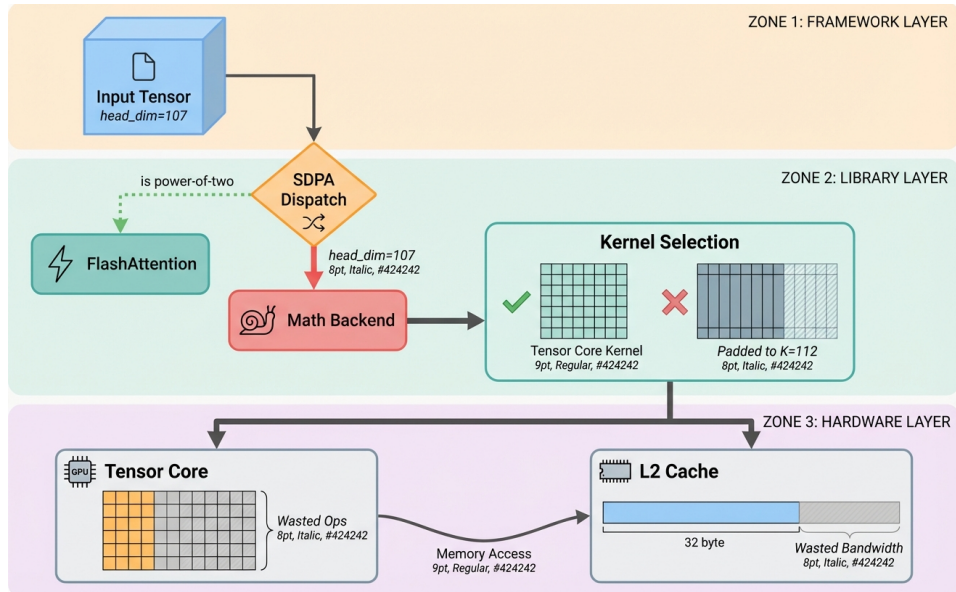 ZONE 1: FRAMEWORK LAYER
Input Tensor
head_dim=107
ZONE 2: LIBRARY LAYER
is power-of-two
SDPA
Dispatch
FlashAttention
head_dim=107
8pt, Italic, #424242
Math Backend
Kernel Selection
Tensor Core Kernel
9pt, Regular, #424242
Padded to K=112
8pt, Italic, #424242
ZONE 3: HARDWARE LAYER
GPU
Tensor Core
Wasted Ops
8pt, Italic, #424242
Memory Access
9pt, Regular, #424242
L2 Cache
32 byte
Wasted Bandwidth
8pt, Italic, #424242